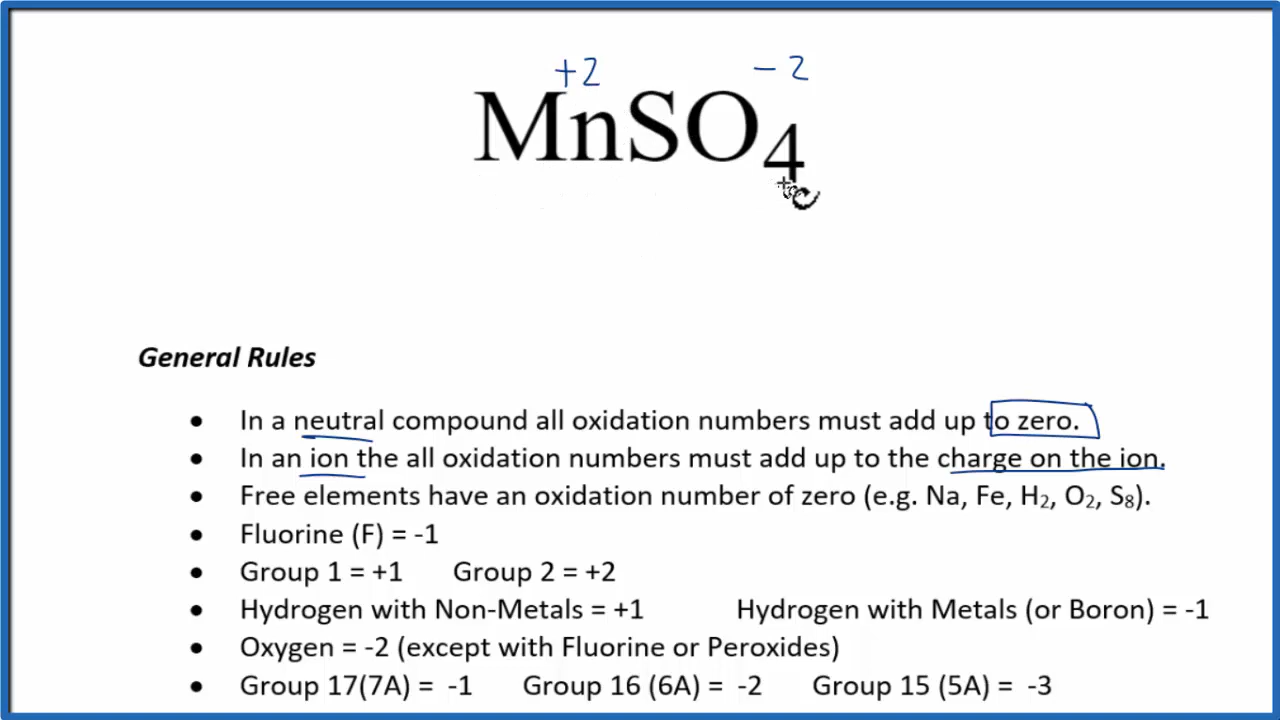 +2 -2
MnSO₄
General Rules
• In a neutral compound all oxidation numbers must add up to zero.
• In an ion the all oxidation numbers must add up to the charge on the ion.
• Free elements have an oxidation number of zero (e.g. Na, Fe, H₂, O₂, S₈).
• Fluorine (F) = -1
• Group 1 = +1 Group 2 = +2
• Hydrogen with Non-Metals = +1 Hydrogen with Metals (or Boron) = -1
• Oxygen = -2 (except with Fluorine or Peroxides)
• Group 17(7A) = -1 Group 16 (6A) = -2 Group 15 (5A) = -3